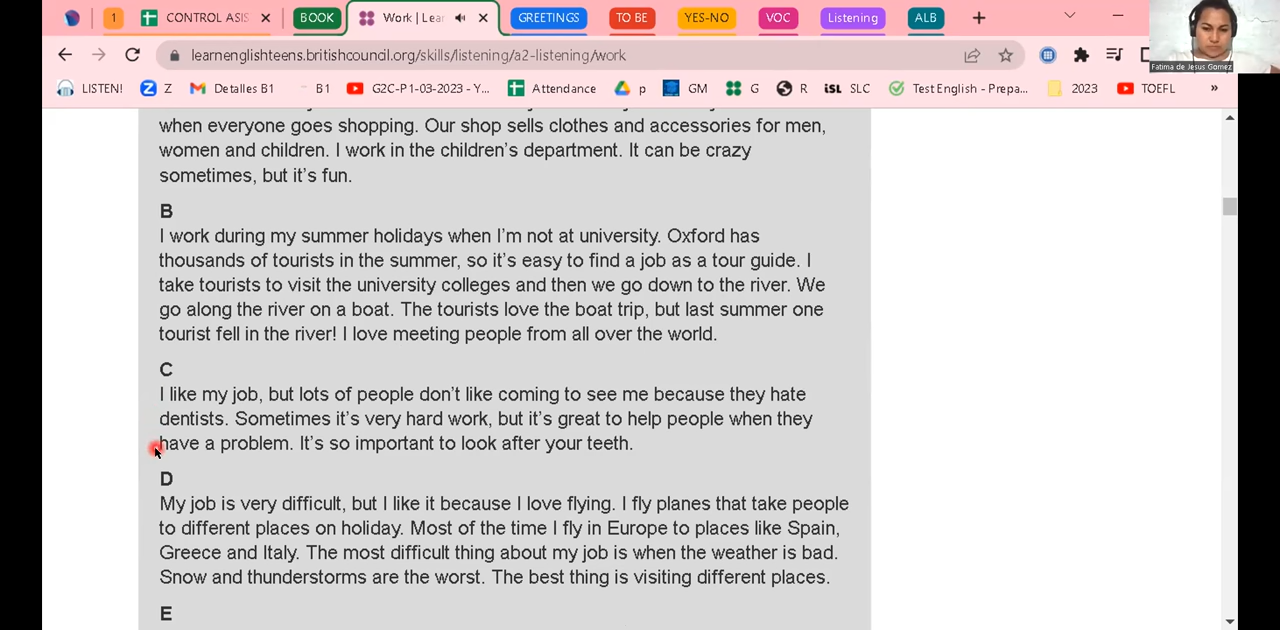 1 CONTROL ASIS BOOK Work | Lear GREETINGS TO BE YES-NO VOC Listening ALB
learnenglishteens.britishcouncil.org/skills/listening/a2-listening/work
Fatima de Jesus Gomez
LISTEN! Z Detalles B1 B1 G2C-P1-03-2023 - Y... Attendance p GM G R iSL SLC Test English - Prepa... 2023 TOEFL »
when everyone goes shopping. Our shop sells clothes and accessories for men,
women and children. I work in the children's department. It can be crazy
sometimes, but it's fun.
B
I work during my summer holidays when I'm not at university. Oxford has
thousands of tourists in the summer, so it's easy to find a job as a tour guide. I
take tourists to visit the university colleges and then we go down to the river. We
go along the river on a boat. The tourists love the boat trip, but last summer one
tourist fell in the river! I love meeting people from all over the world.
C
I like my job, but lots of people don't like coming to see me because they hate
dentists. Sometimes it's very hard work, but it's great to help people when they
have a problem. It's so important to look after your teeth.
D
My job is very difficult, but I like it because I love flying. I fly planes that take people
to different places on holiday. Most of the time I fly in Europe to places like Spain,
Greece and Italy. The most difficult thing about my job is when the weather is bad.
Snow and thunderstorms are the worst. The best thing is visiting different places.
E